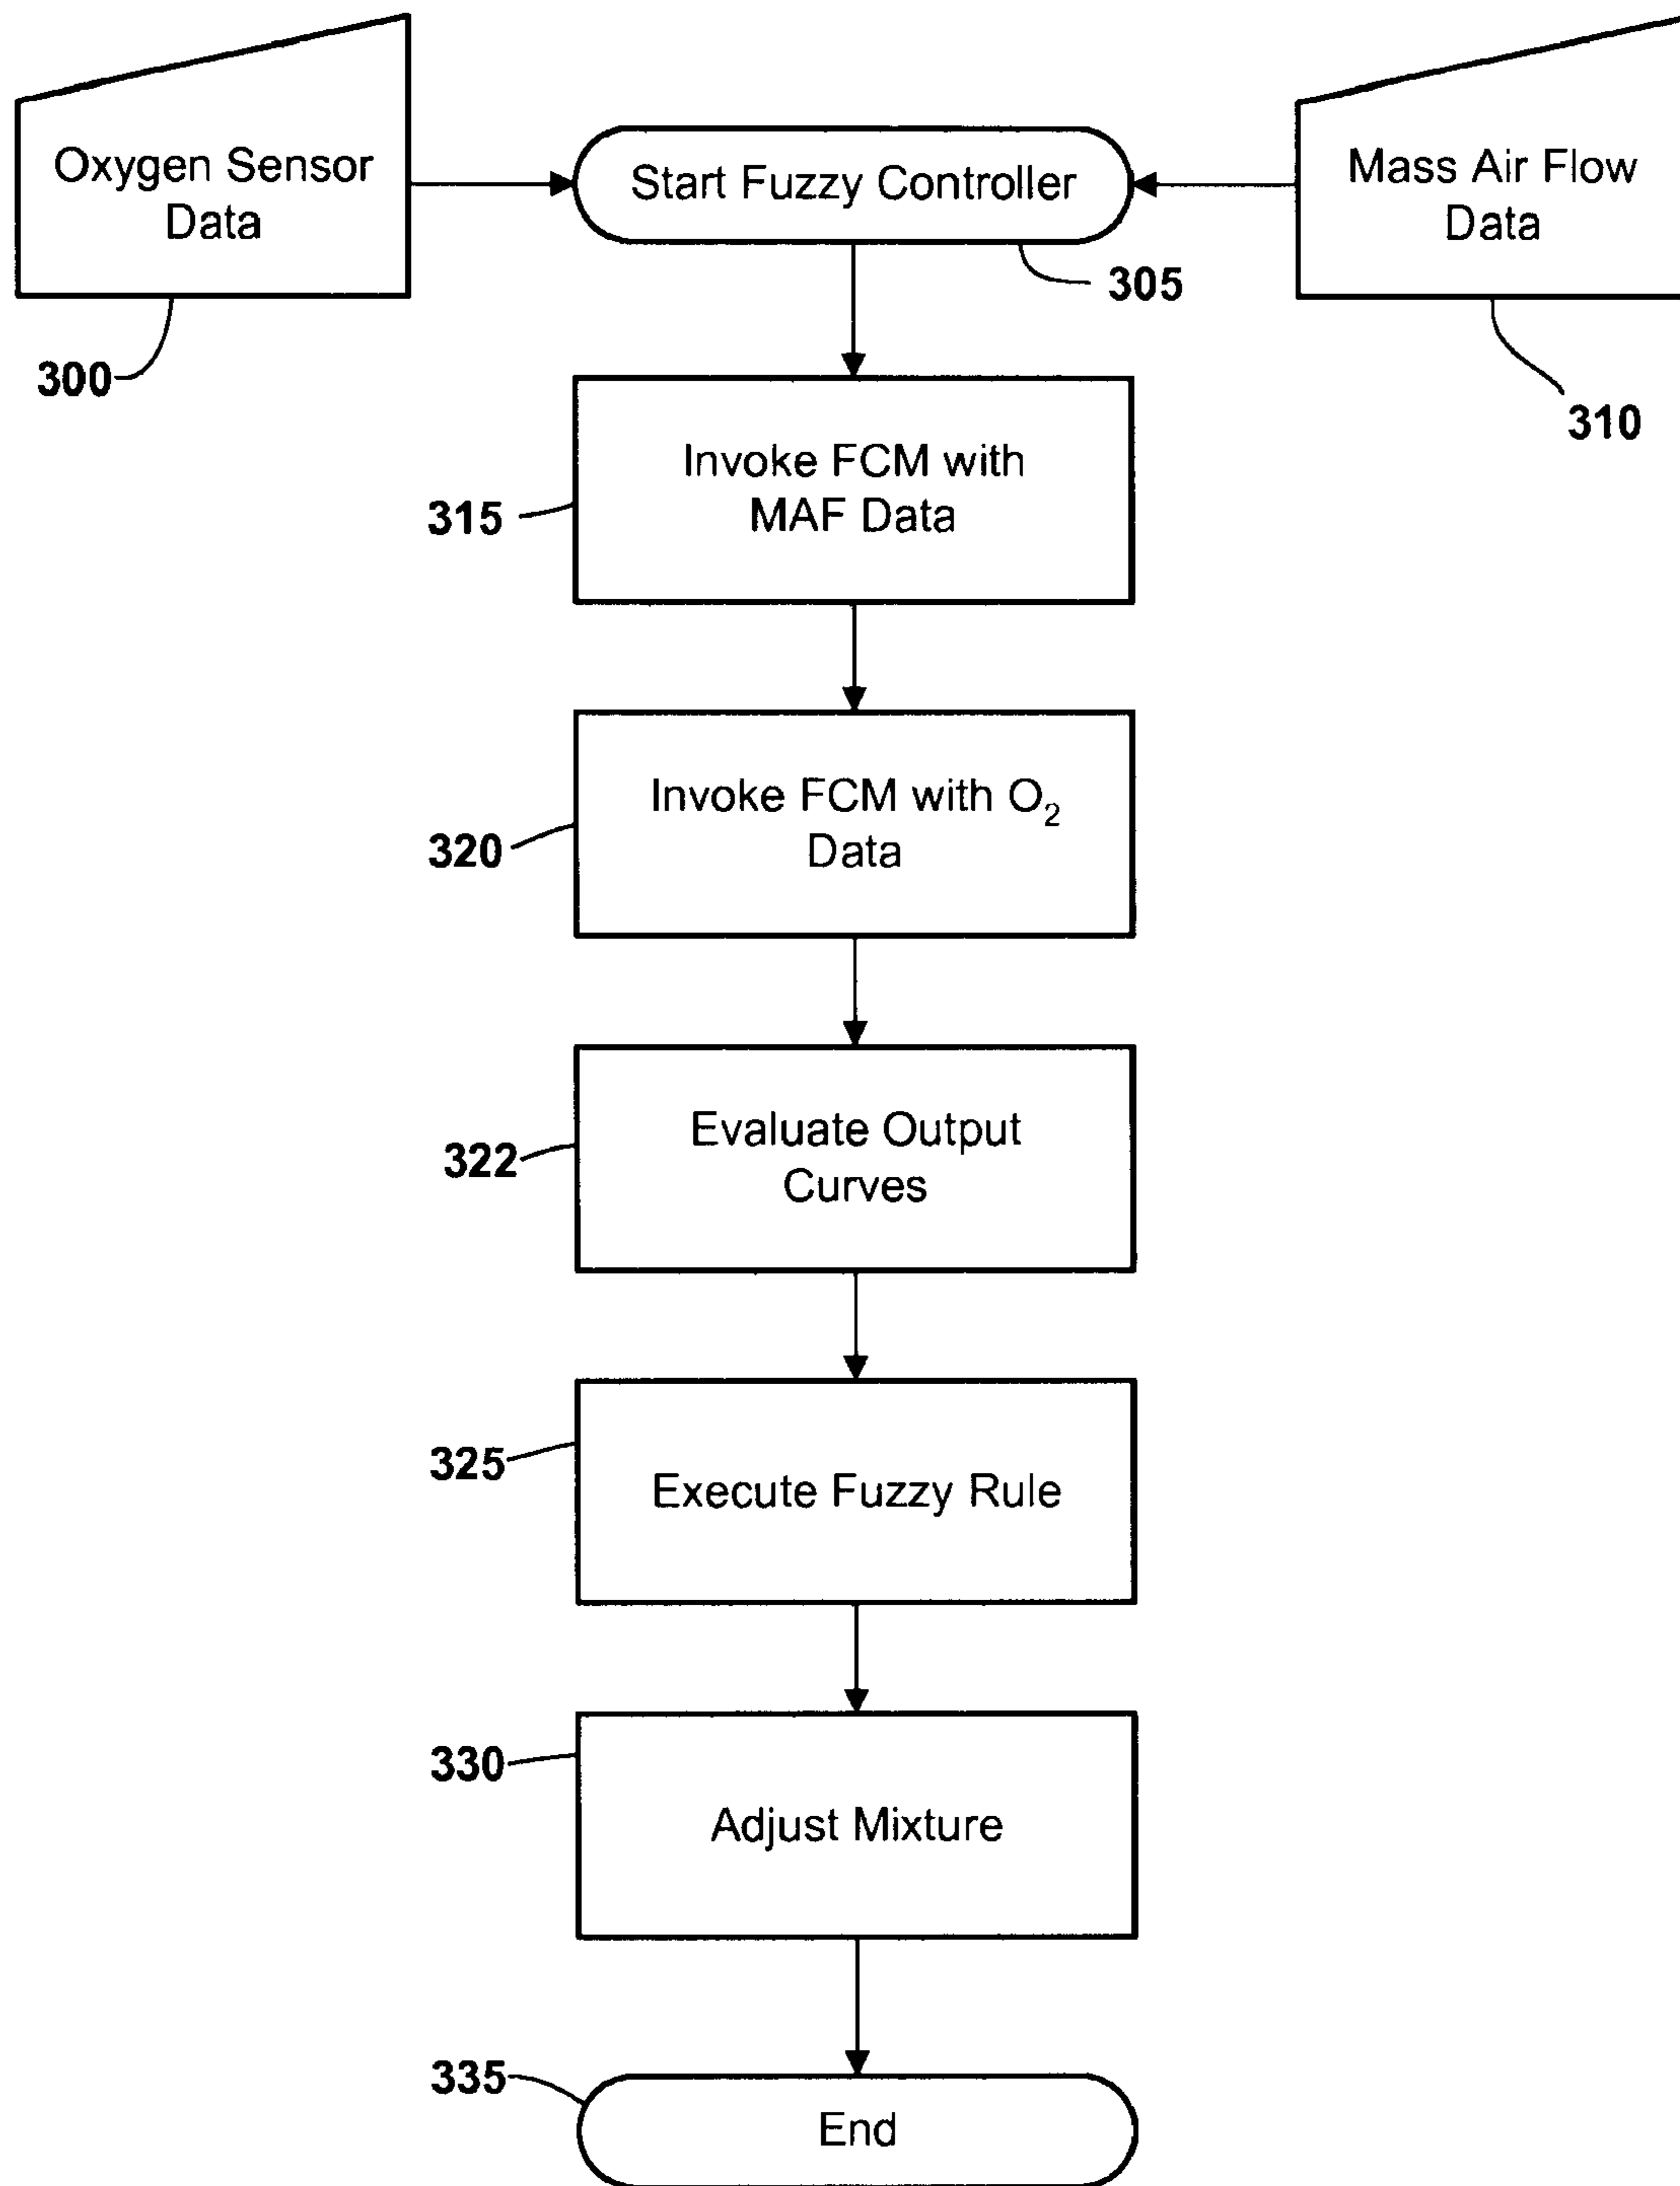 Oxygen Sensor
Data
Start Fuzzy Controller
Mass Air Flow
Data
305
300
310
Invoke FCM with
MAF Data
315
Invoke FCM with O₂
Data
320
Evaluate Output
Curves
322
325
Execute Fuzzy Rule
330
Adjust Mixture
335
End